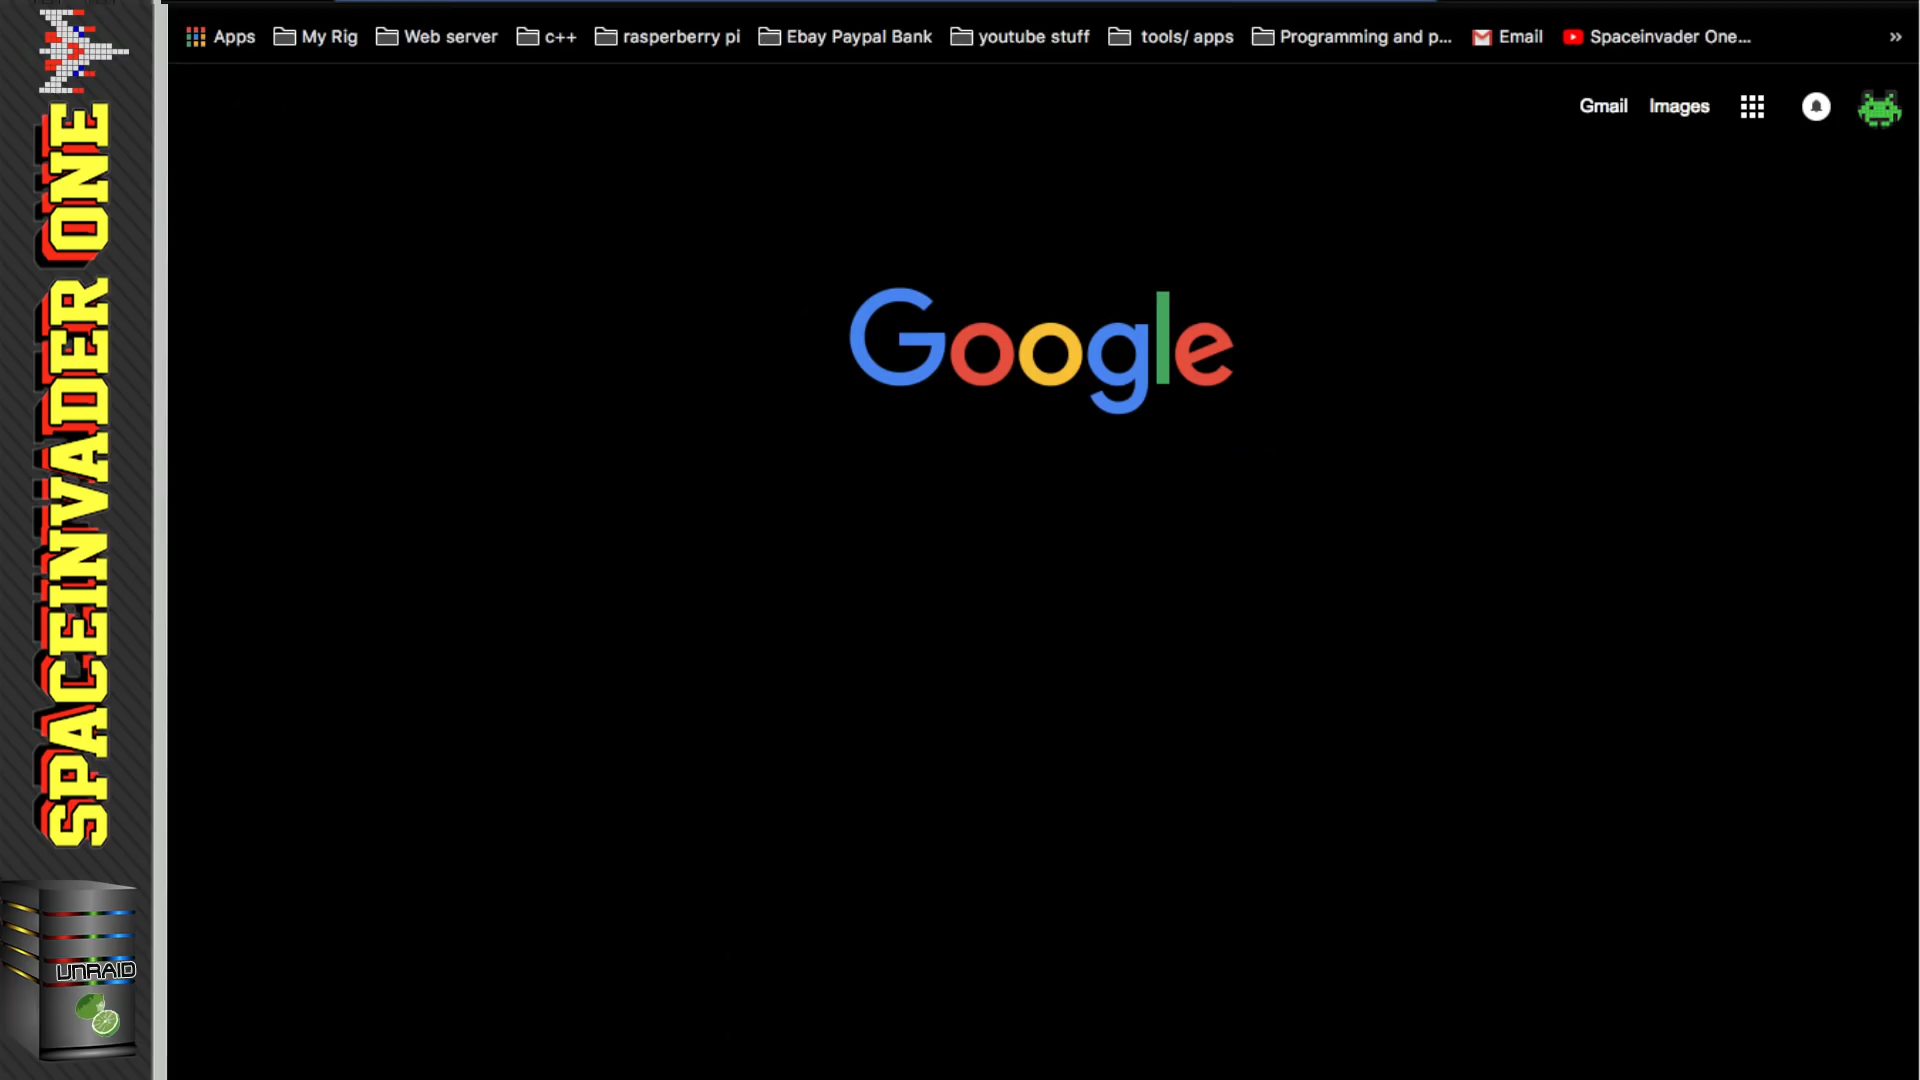 SPACEINVADER ONE
UNRAID
Apps My Rig Web server c++ rasperberry pi Ebay Paypal Bank youtube stuff tools/ apps Programming and p... Email Spaceinvader One... »
Gmail Images
Google